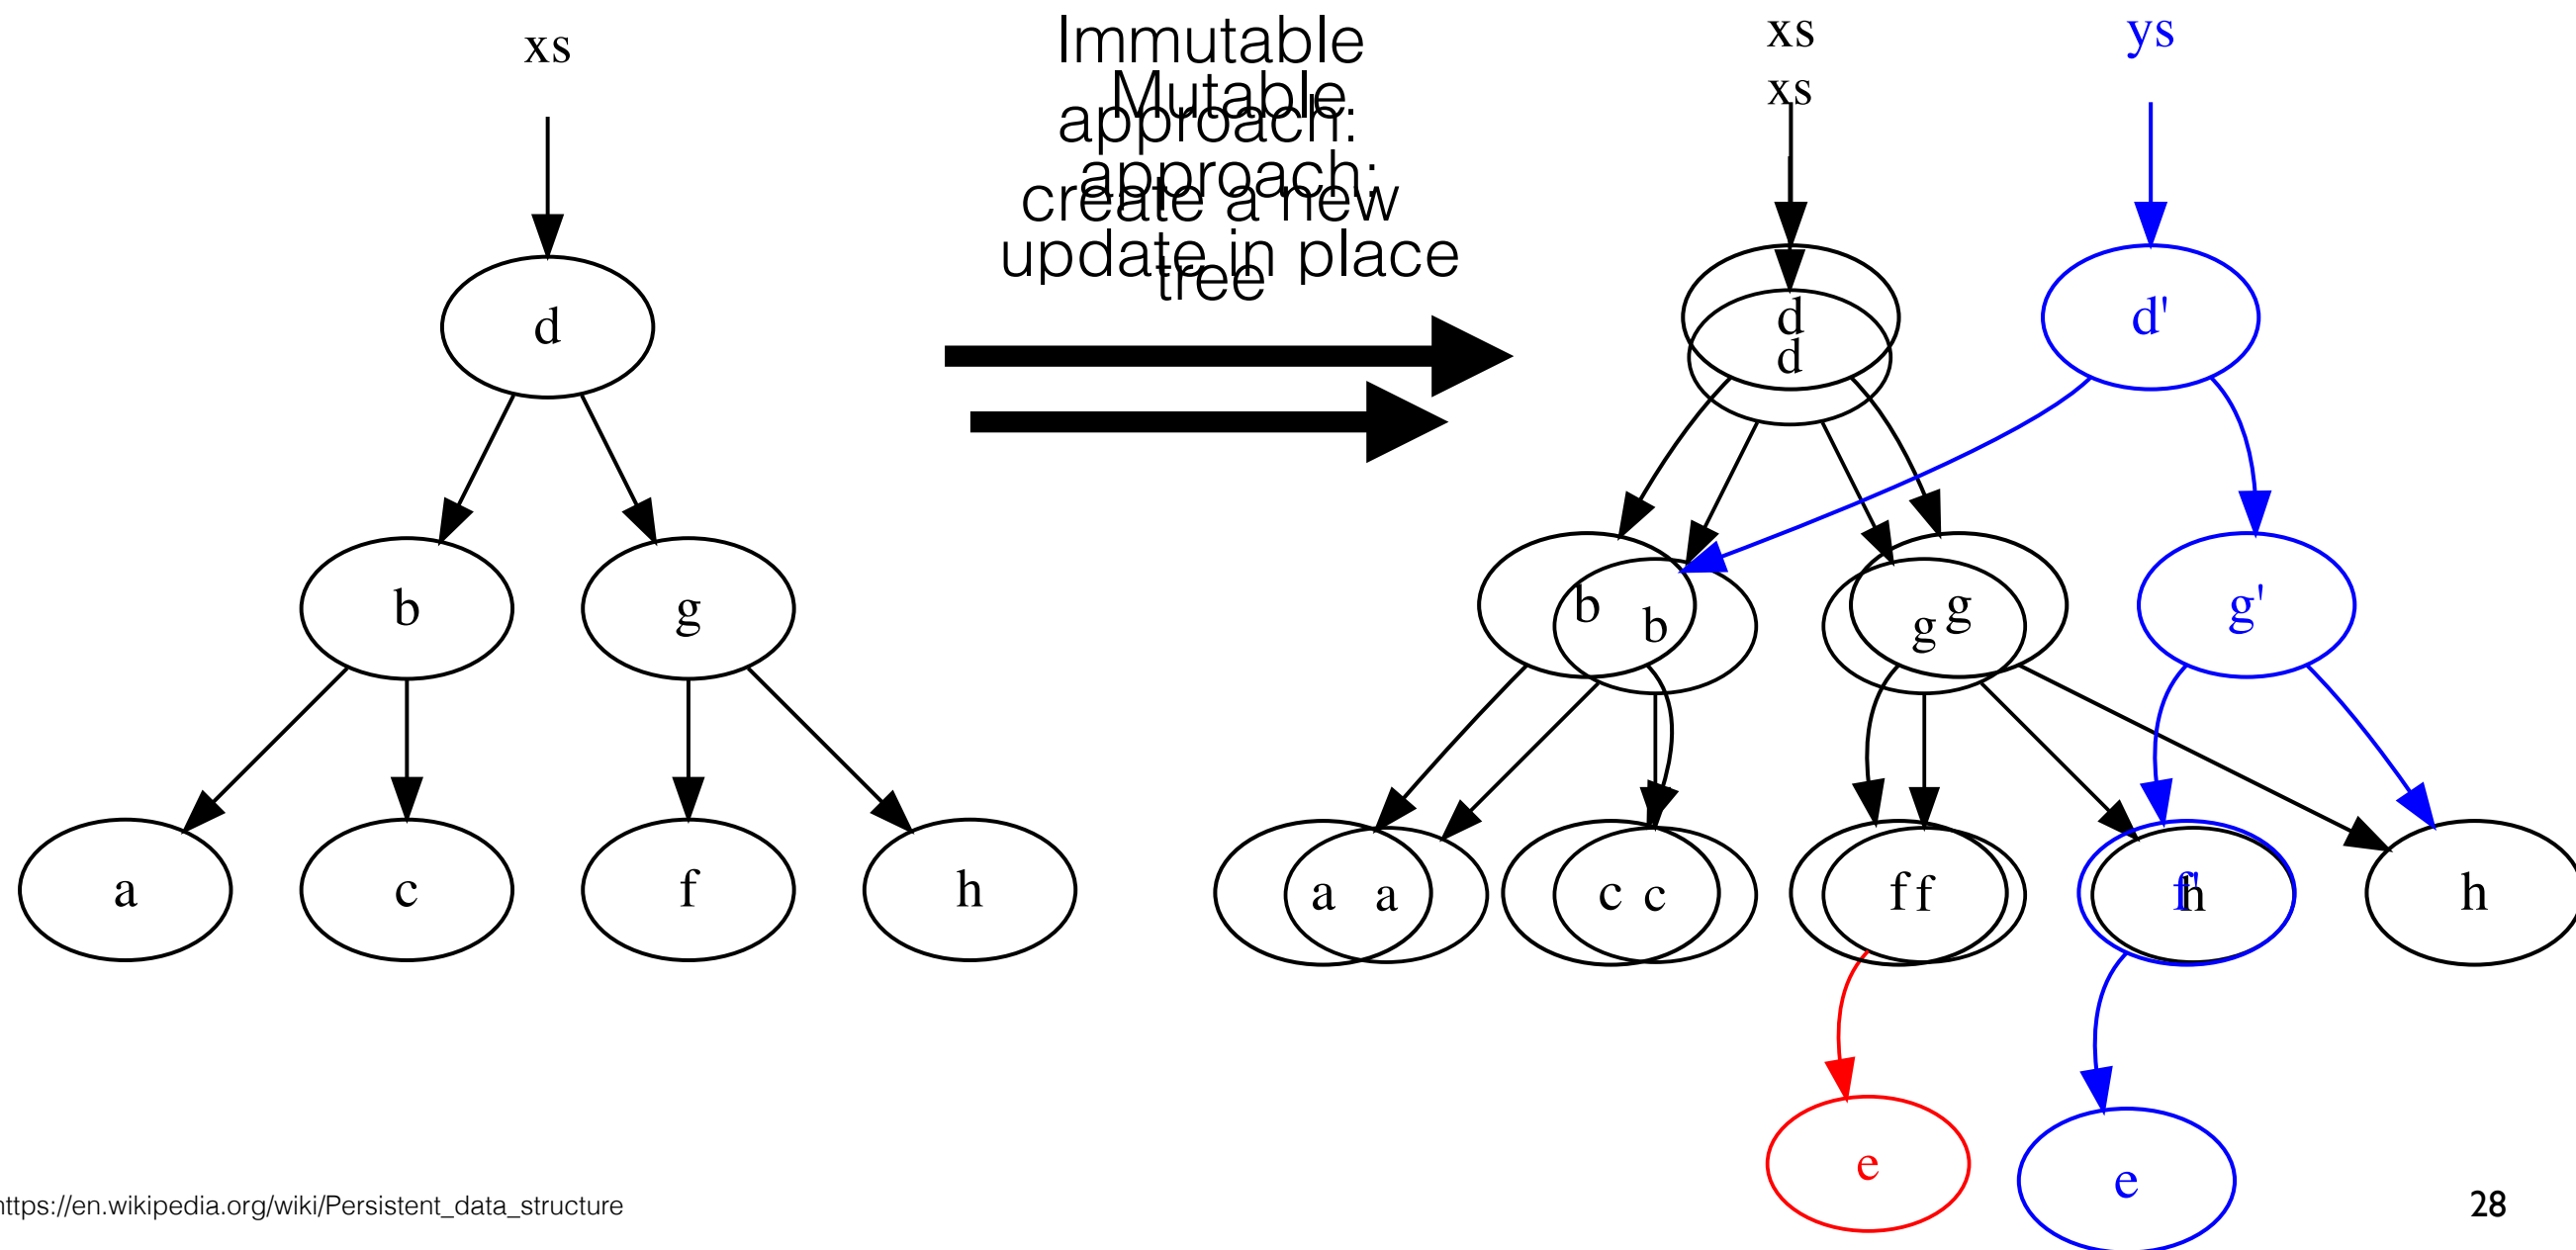 xs
d
b
g
a
c
f
h
Immutable
approach:
create a new
tree
Mutable
approach:
update in place
xs
ys
xs
d
d
d'
b
b
g
g
g'
a
a
c
c
f
f
f'
h
h
e
e
https://en.wikipedia.org/wiki/Persistent_data_structure
28